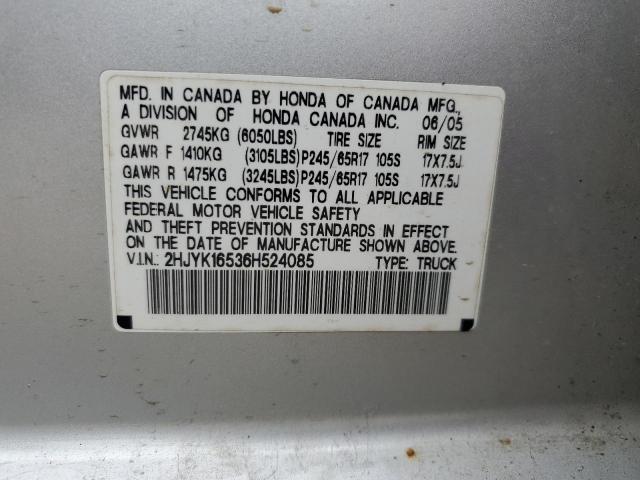 MFD. IN CANADA BY HONDA OF CANADA MFG.,
A DIVISION OF HONDA CANADA INC. 06/05
GVWR 2745KG (6050LBS) TIRE SIZE RIM SIZE
GAWR F 1410KG (3105LBS) P245/65R17 105S 17X7.5J
GAWR R 1475KG (3245LBS) P245/65R17 105S 17X7.5J
THIS VEHICLE CONFORMS TO ALL APPLICABLE
FEDERAL MOTOR VEHICLE SAFETY
AND THEFT PREVENTION STANDARDS IN EFFECT
ON THE DATE OF MANUFACTURE SHOWN ABOVE.
V.I.N.: 2HJYK16536H524085 TYPE: TRUCK